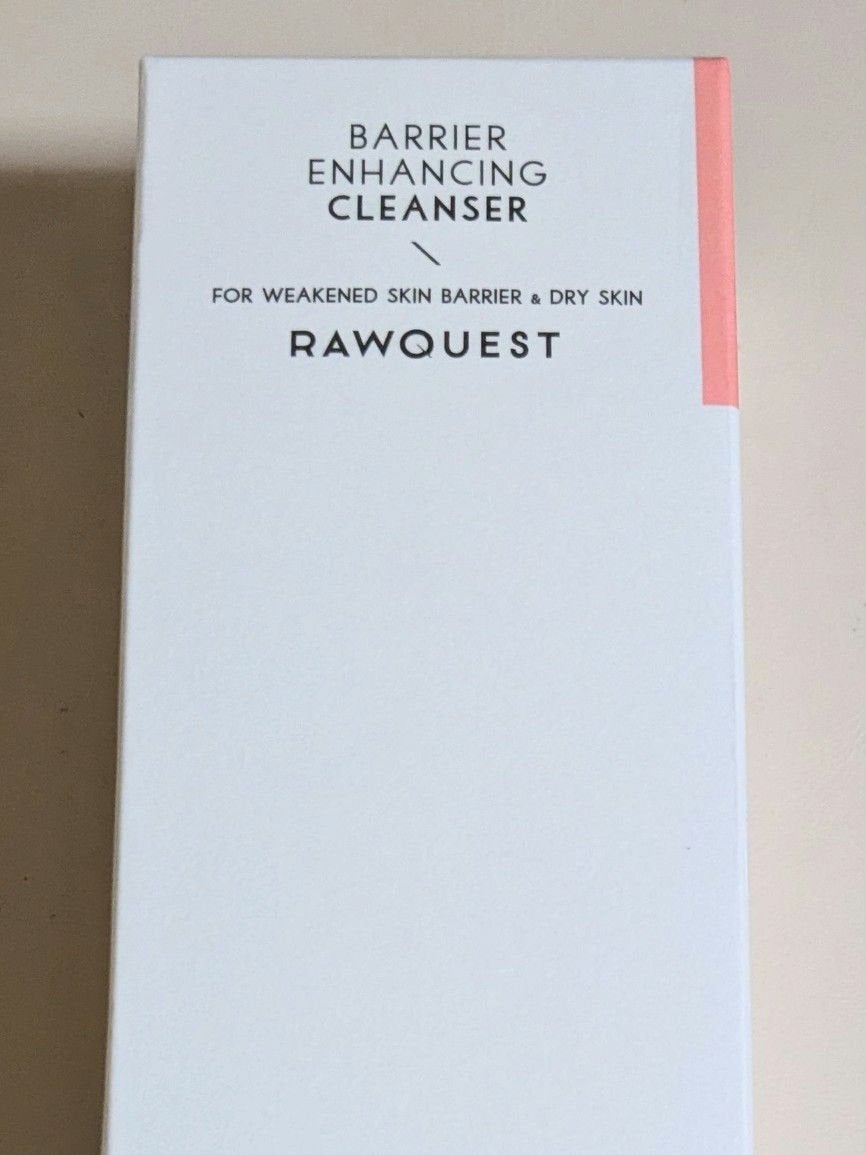 BARRIER
ENHANCING
CLEANSER
FOR WEAKENED SKIN BARRIER & DRY SKIN
RAWQUEST